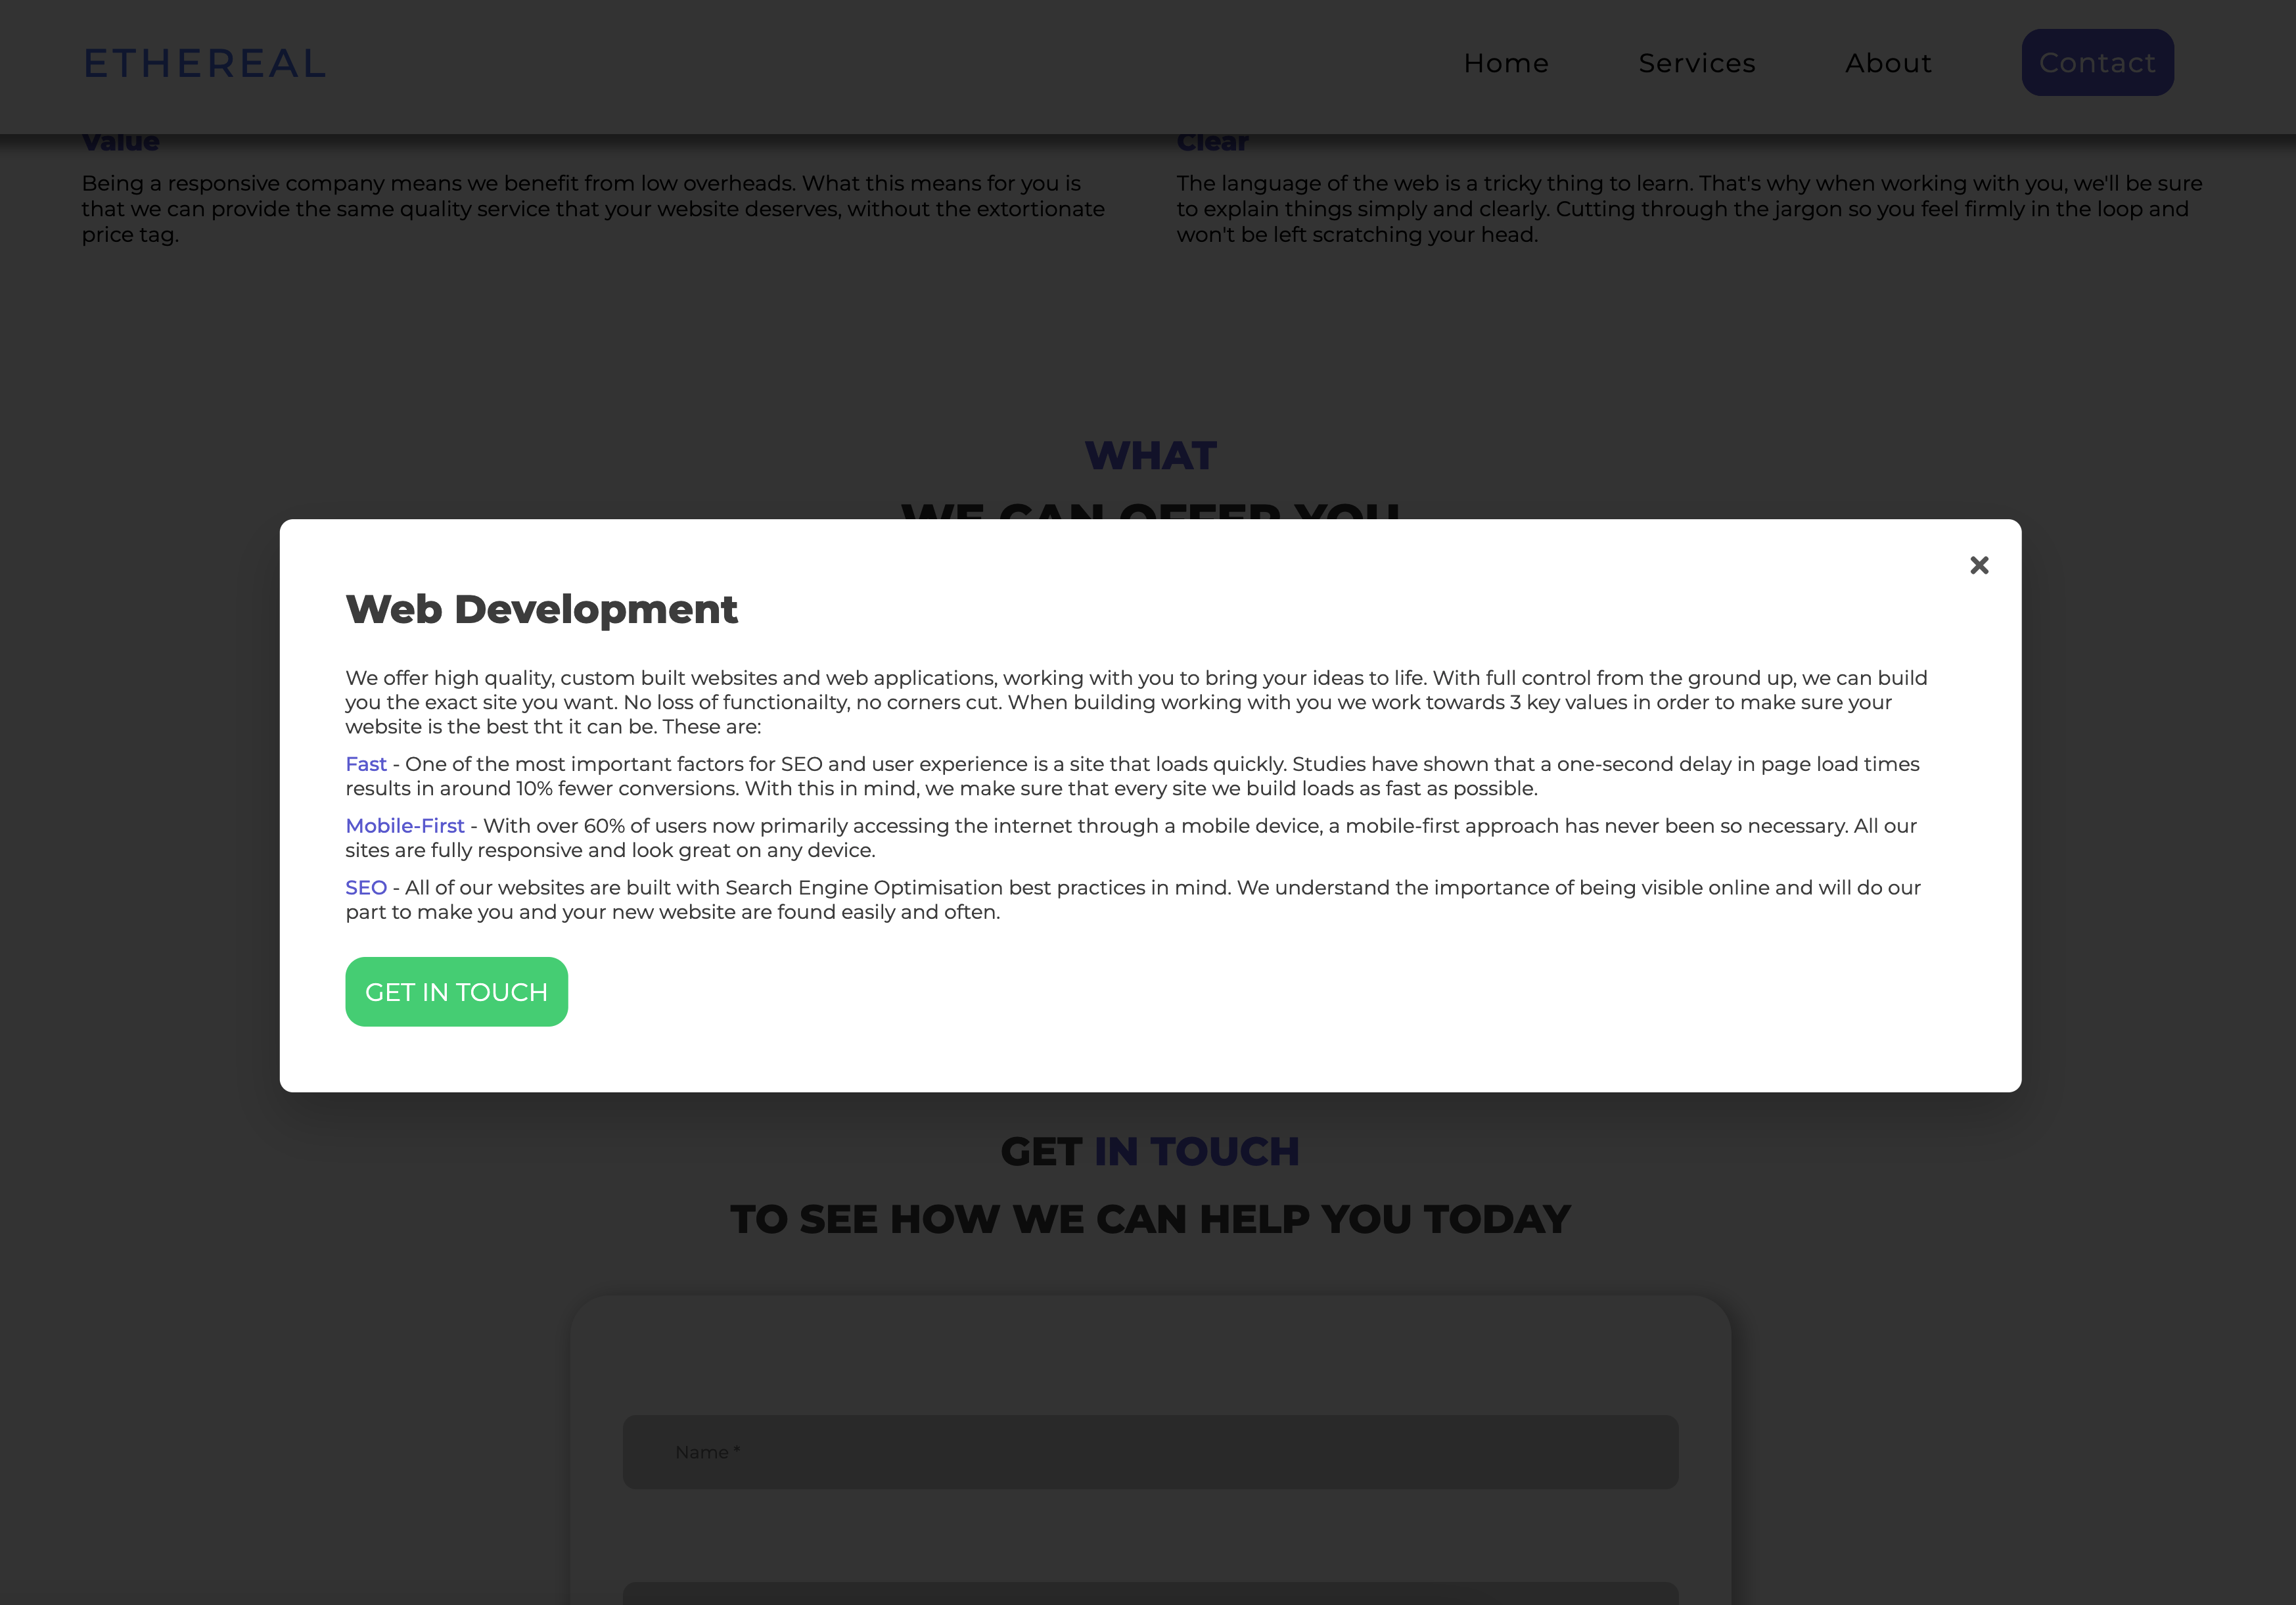 ETHEREAL
Home
Services
About
Contact
Value
Clear
Being a responsive company means we benefit from low overheads. What this means for you is
that we can provide the same quality service that your website deserves, without the extortionate
price tag.
The language of the web is a tricky thing to learn. That's why when working with you, we'll be sure
to explain things simply and clearly. Cutting through the jargon so you feel firmly in the loop and
won't be left scratching your head.
WHAT
WE CAN OFFER YOU
Web Development
We offer high quality, custom built websites and web applications, working with you to bring your ideas to life. With full control from the ground up, we can build
you the exact site you want. No loss of functionailty, no corners cut. When building working with you we work towards 3 key values in order to make sure your
website is the best tht it can be. These are:
Fast - One of the most important factors for SEO and user experience is a site that loads quickly. Studies have shown that a one-second delay in page load times
results in around 10% fewer conversions. With this in mind, we make sure that every site we build loads as fast as possible.
Mobile-First - With over 60% of users now primarily accessing the internet through a mobile device, a mobile-first approach has never been so necessary. All our
sites are fully responsive and look great on any device.
SEO - All of our websites are built with Search Engine Optimisation best practices in mind. We understand the importance of being visible online and will do our
part to make you and your new website are found easily and often.
GET IN TOUCH
GET IN TOUCH
TO SEE HOW WE CAN HELP YOU TODAY
Name *